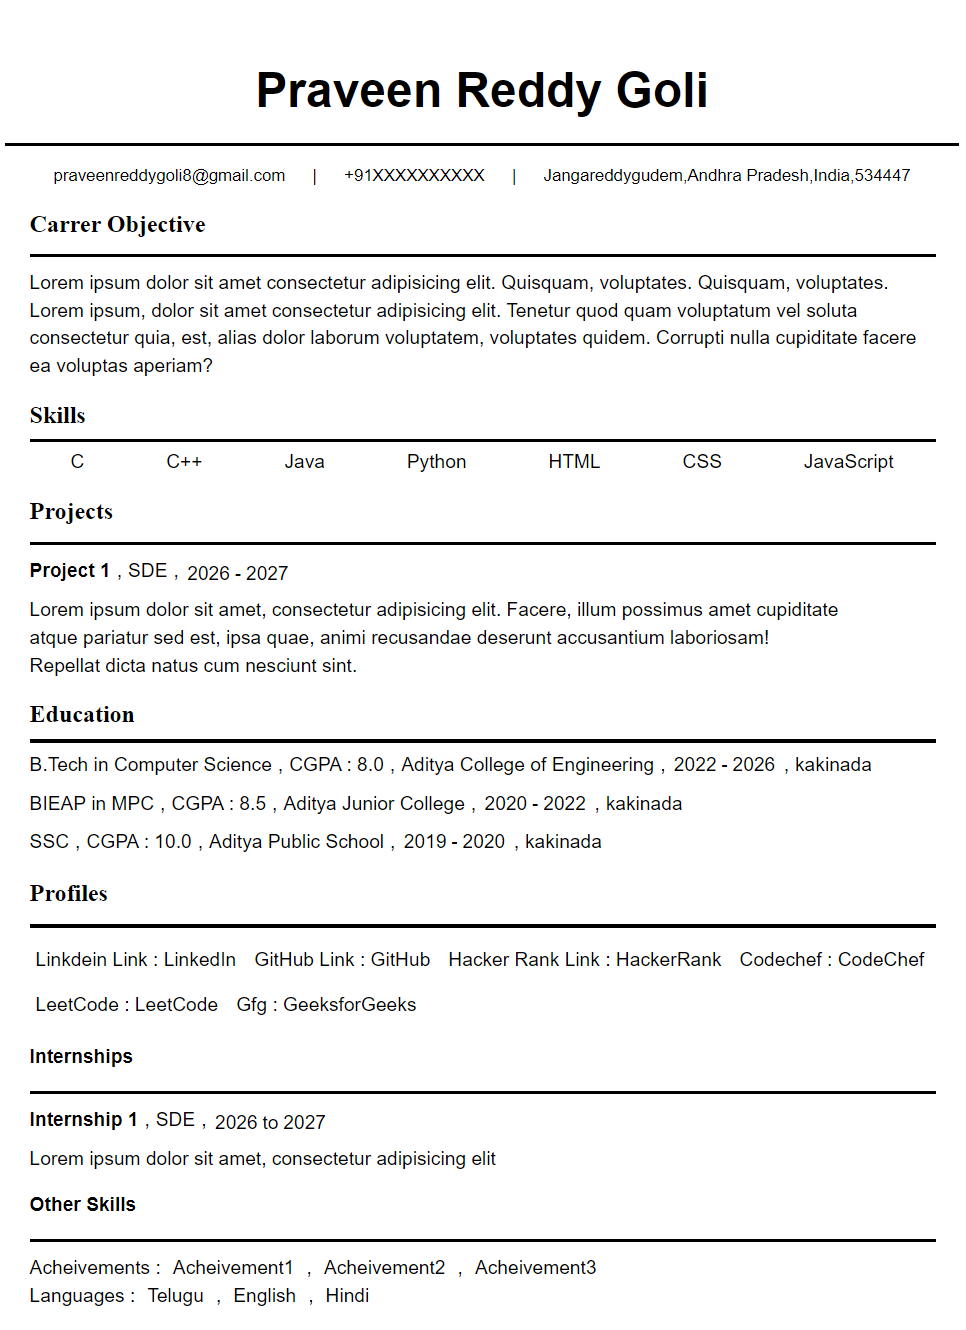 Praveen Reddy Goli
praveenreddygoli8@gmail.com | +91XXXXXXXXXX | Jangareddygudem,Andhra Pradesh,India,534447
Carrer Objective
Lorem ipsum dolor sit amet consectetur adipisicing elit. Quisquam, voluptates. Quisquam, voluptates.
Lorem ipsum, dolor sit amet consectetur adipisicing elit. Tenetur quod quam voluptatum vel soluta
consectetur quia, est, alias dolor laborum voluptatem, voluptates quidem. Corrupti nulla cupiditate facere
ea voluptas aperiam?
Skills
C C++ Java Python HTML CSS JavaScript
Projects
Project 1 , SDE , 2026 - 2027
Lorem ipsum dolor sit amet, consectetur adipisicing elit. Facere, illum possimus amet cupiditate
atque pariatur sed est, ipsa quae, animi recusandae deserunt accusantium laboriosam!
Repellat dicta natus cum nesciunt sint.
Education
B.Tech in Computer Science , CGPA : 8.0 , Aditya College of Engineering , 2022 - 2026 , kakinada
BIEAP in MPC , CGPA : 8.5 , Aditya Junior College , 2020 - 2022 , kakinada
SSC , CGPA : 10.0 , Aditya Public School , 2019 - 2020 , kakinada
Profiles
Linkdein Link : LinkedIn GitHub Link : GitHub Hacker Rank Link : HackerRank Codechef : CodeChef
LeetCode : LeetCode Gfg : GeeksforGeeks
Internships
Internship 1 , SDE , 2026 to 2027
Lorem ipsum dolor sit amet, consectetur adipisicing elit
Other Skills
Acheivements : Acheivement1 , Acheivement2 , Acheivement3
Languages : Telugu , English , Hindi